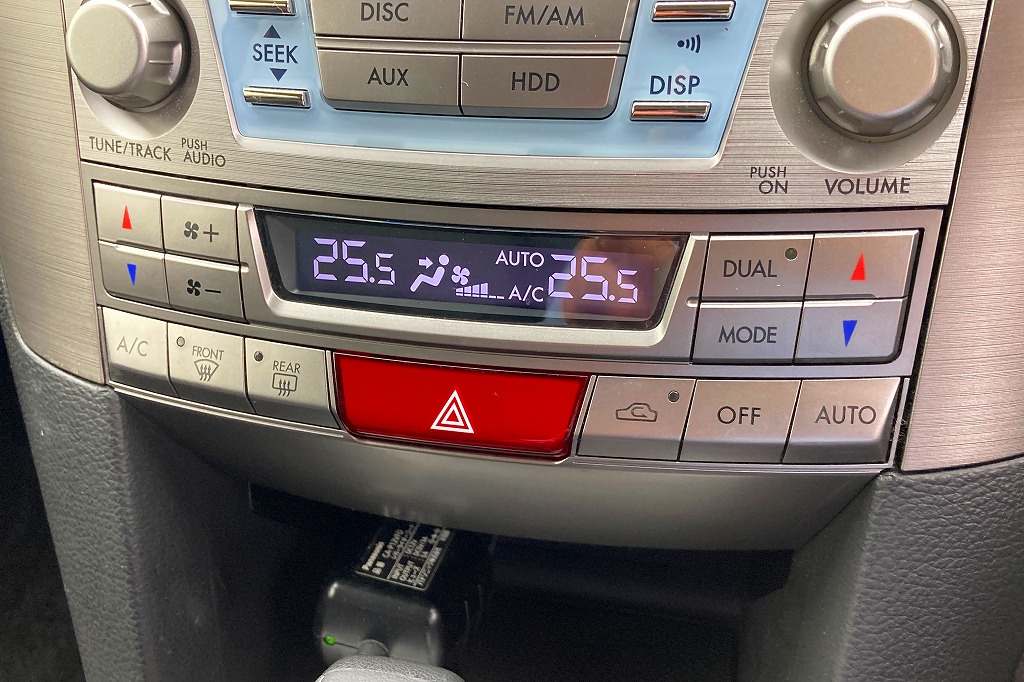 DISC
FM/AM
SEEK
AUX
HDD
DISP
TUNE/TRACK
PUSH
AUDIO
PUSH
ON
VOLUME
+
25.5
AUTO
25.5
A/C
DUAL
−
MODE
A/C
FRONT
REAR
OFF
AUTO
Panasonic